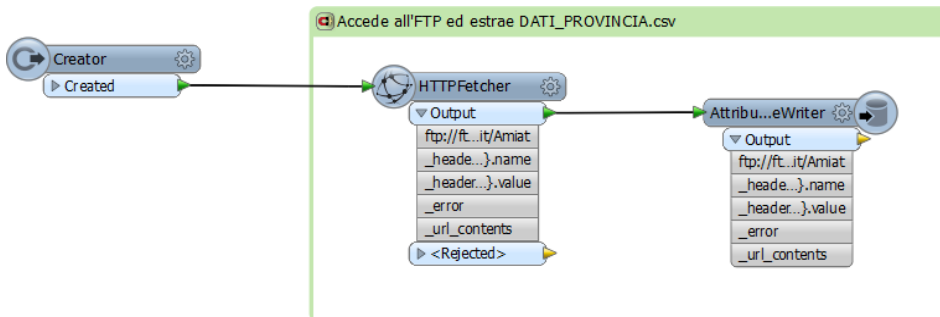 Accede all'FTP ed estrae DATI_PROVINCIA.csv
Creator
Created
HTTPFetcher
Output
ftp://ft...it/Amiat
_heade...}.name
_header...}.value
_error
_url_contents
<Rejected>
Attribu...eWriter
Output
ftp://ft...it/Amiat
_heade...}.name
_header...}.value
_error
_url_contents